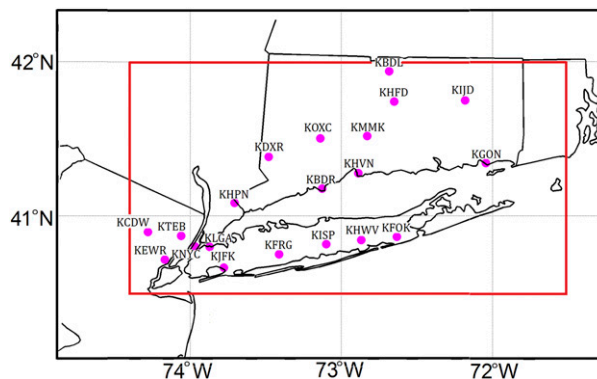 42°N
KBDL
KHFD
KIJD
KOXC
KMMK
KDXR
KHVN
KGON
KBDR
KHPN
41°N
KCDW
KTEB
KLGA
KISP
KHWV
KFOK
KEWR
KNYC
KJFK
KFRG
74°W
73°W
72°W